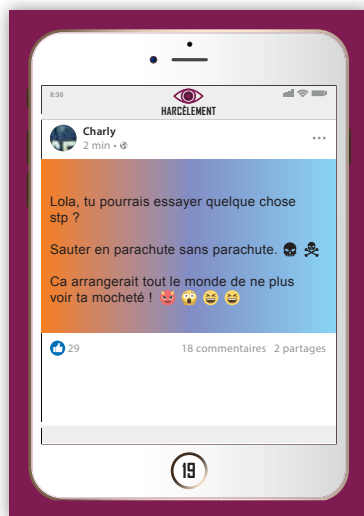 8:30
HARCÈLEMENT
Charly
2 min •
Lola, tu pourrais essayer quelque chose
stp ?
Sauter en parachute sans parachute. 💀 ☠️
Ca arrangerait tout le monde de ne plus
voir ta mocheté ! 😈 😱 😆 😆
29
18 commentaires 2 partages
19